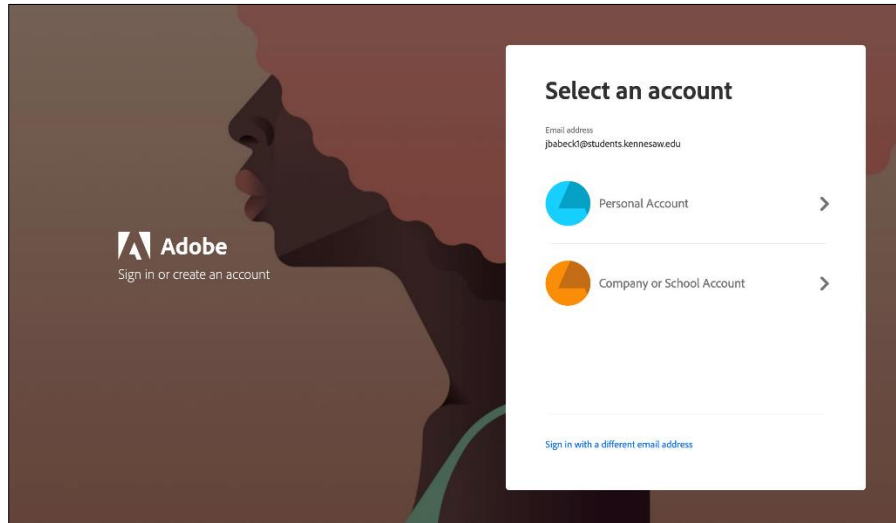 Adobe
Sign in or create an account
Select an account
Email address
jbabeck1@students.kennesaw.edu
Personal Account
Company or School Account
Sign in with a different email address